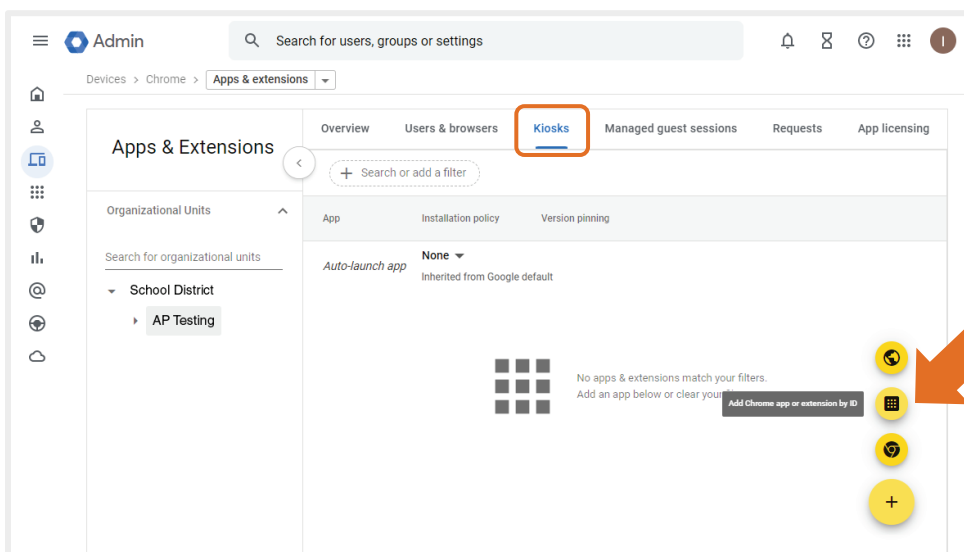 Admin
Search for users, groups or settings
I
Devices > Chrome > Apps & extensions
Apps & Extensions
Overview Users & browsers Kiosks Managed guest sessions Requests App licensing
+ Search or add a filter
Organizational Units
App Installation policy Version pinning
Search for organizational units
Auto-launch app
None
Inherited from Google default
School District
AP Testing
No apps & extensions match your filters.
Add an app below or clear your
Add Chrome app or extension by ID
+